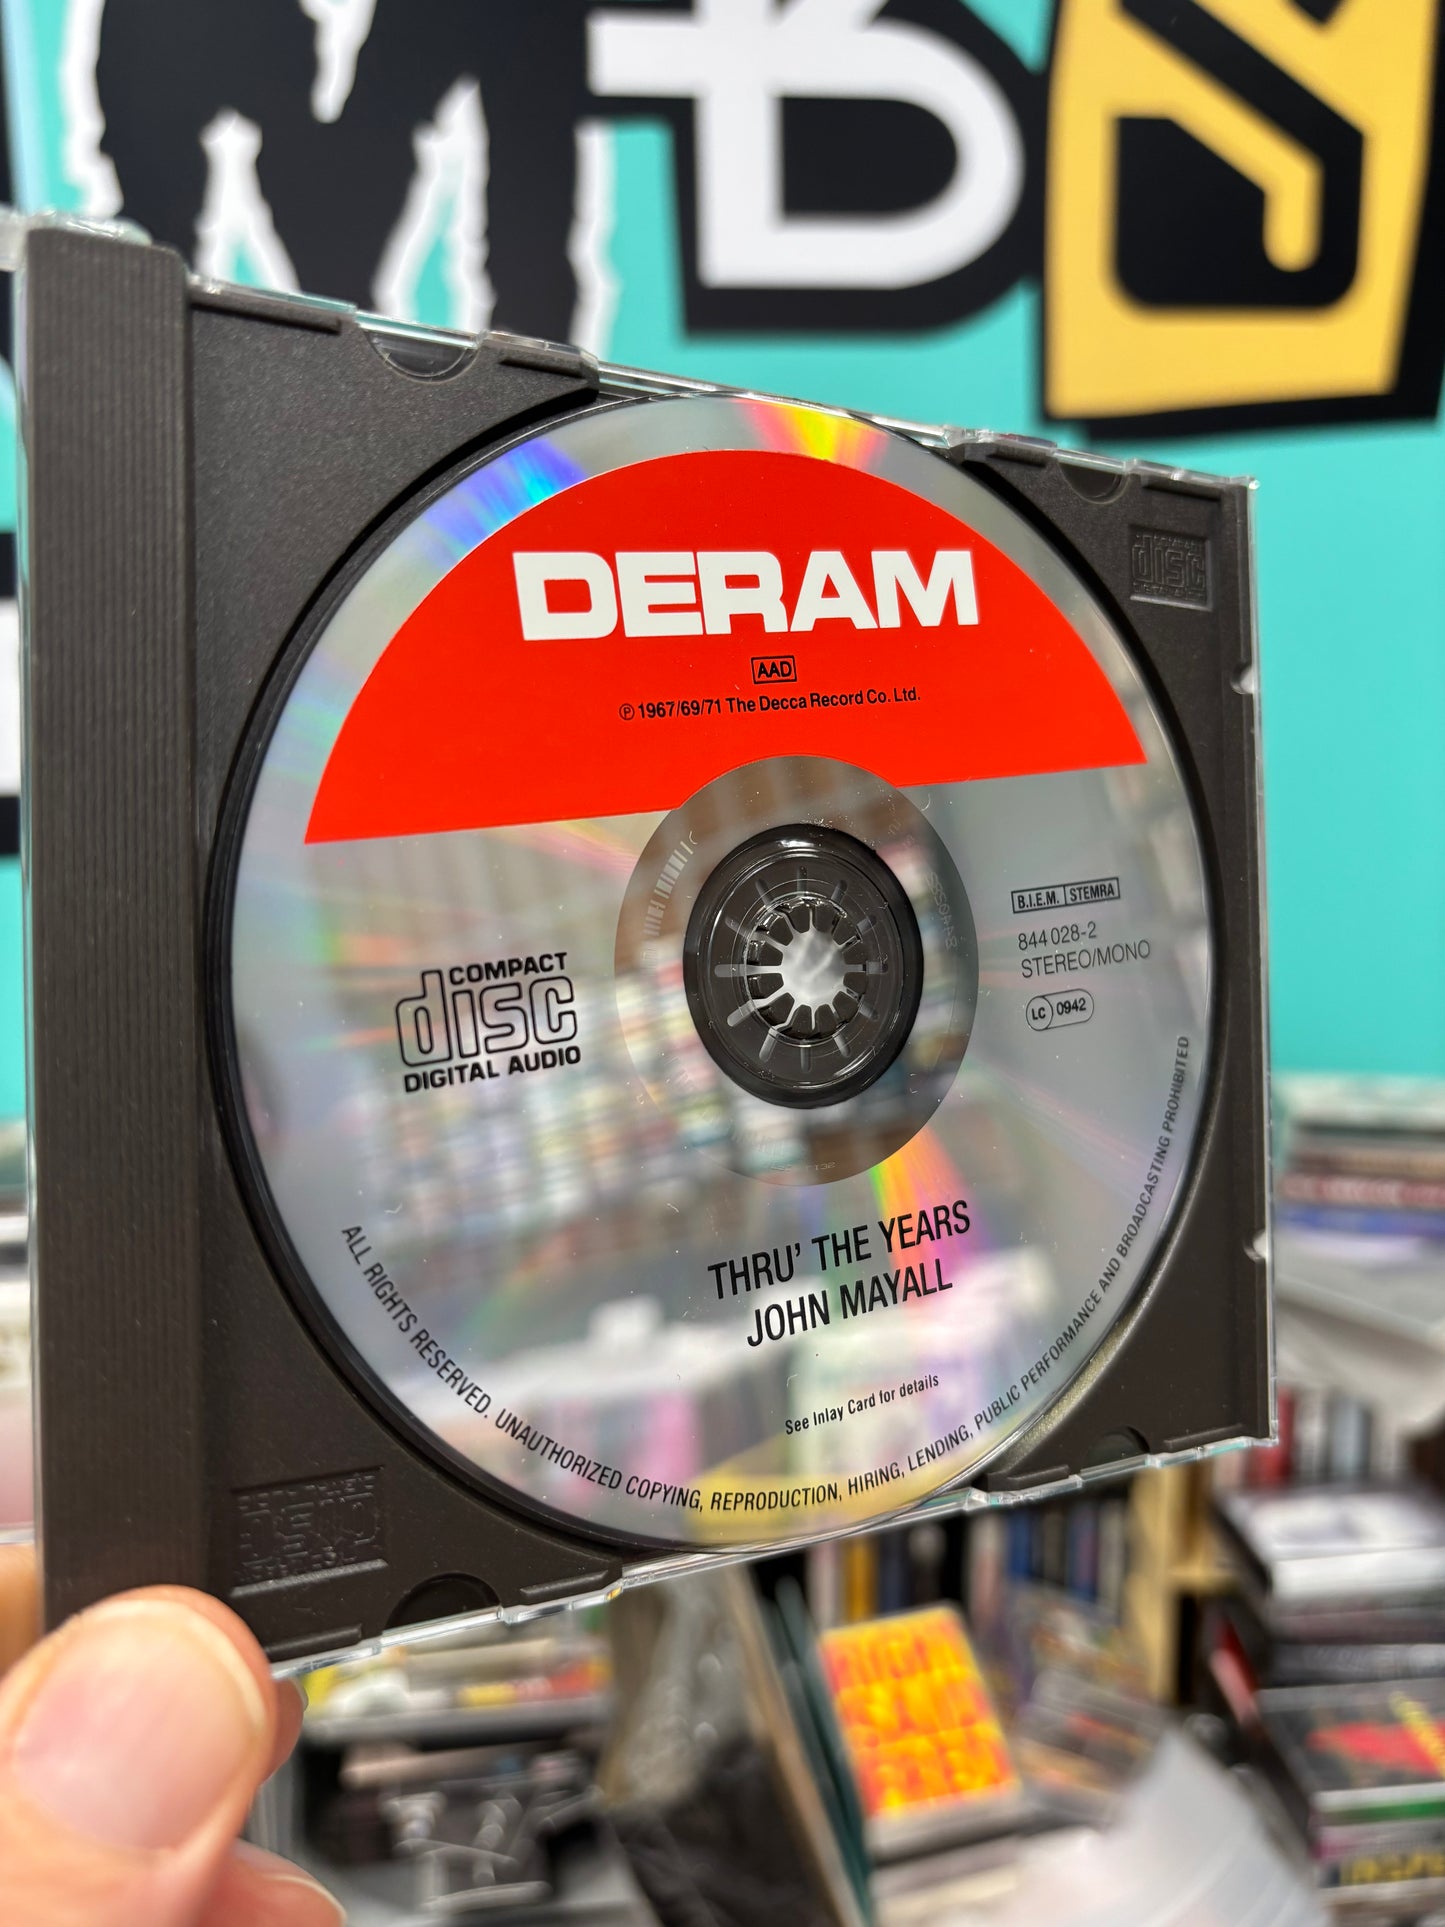 DERAM
AAD
℗ 1967/69/71 The Decca Record Co. Ltd.
B.I.E.M. STEMRA
844 028-2
STEREO/MONO
LC 0942
COMPACT
disc
DIGITAL AUDIO
THRU' THE YEARS
JOHN MAYALL
See Inlay Card for details
ALL RIGHTS RESERVED. UNAUTHORIZED COPYING, REPRODUCTION, HIRING, LENDING, PUBLIC PERFORMANCE AND BROADCASTING PROHIBITED
disc